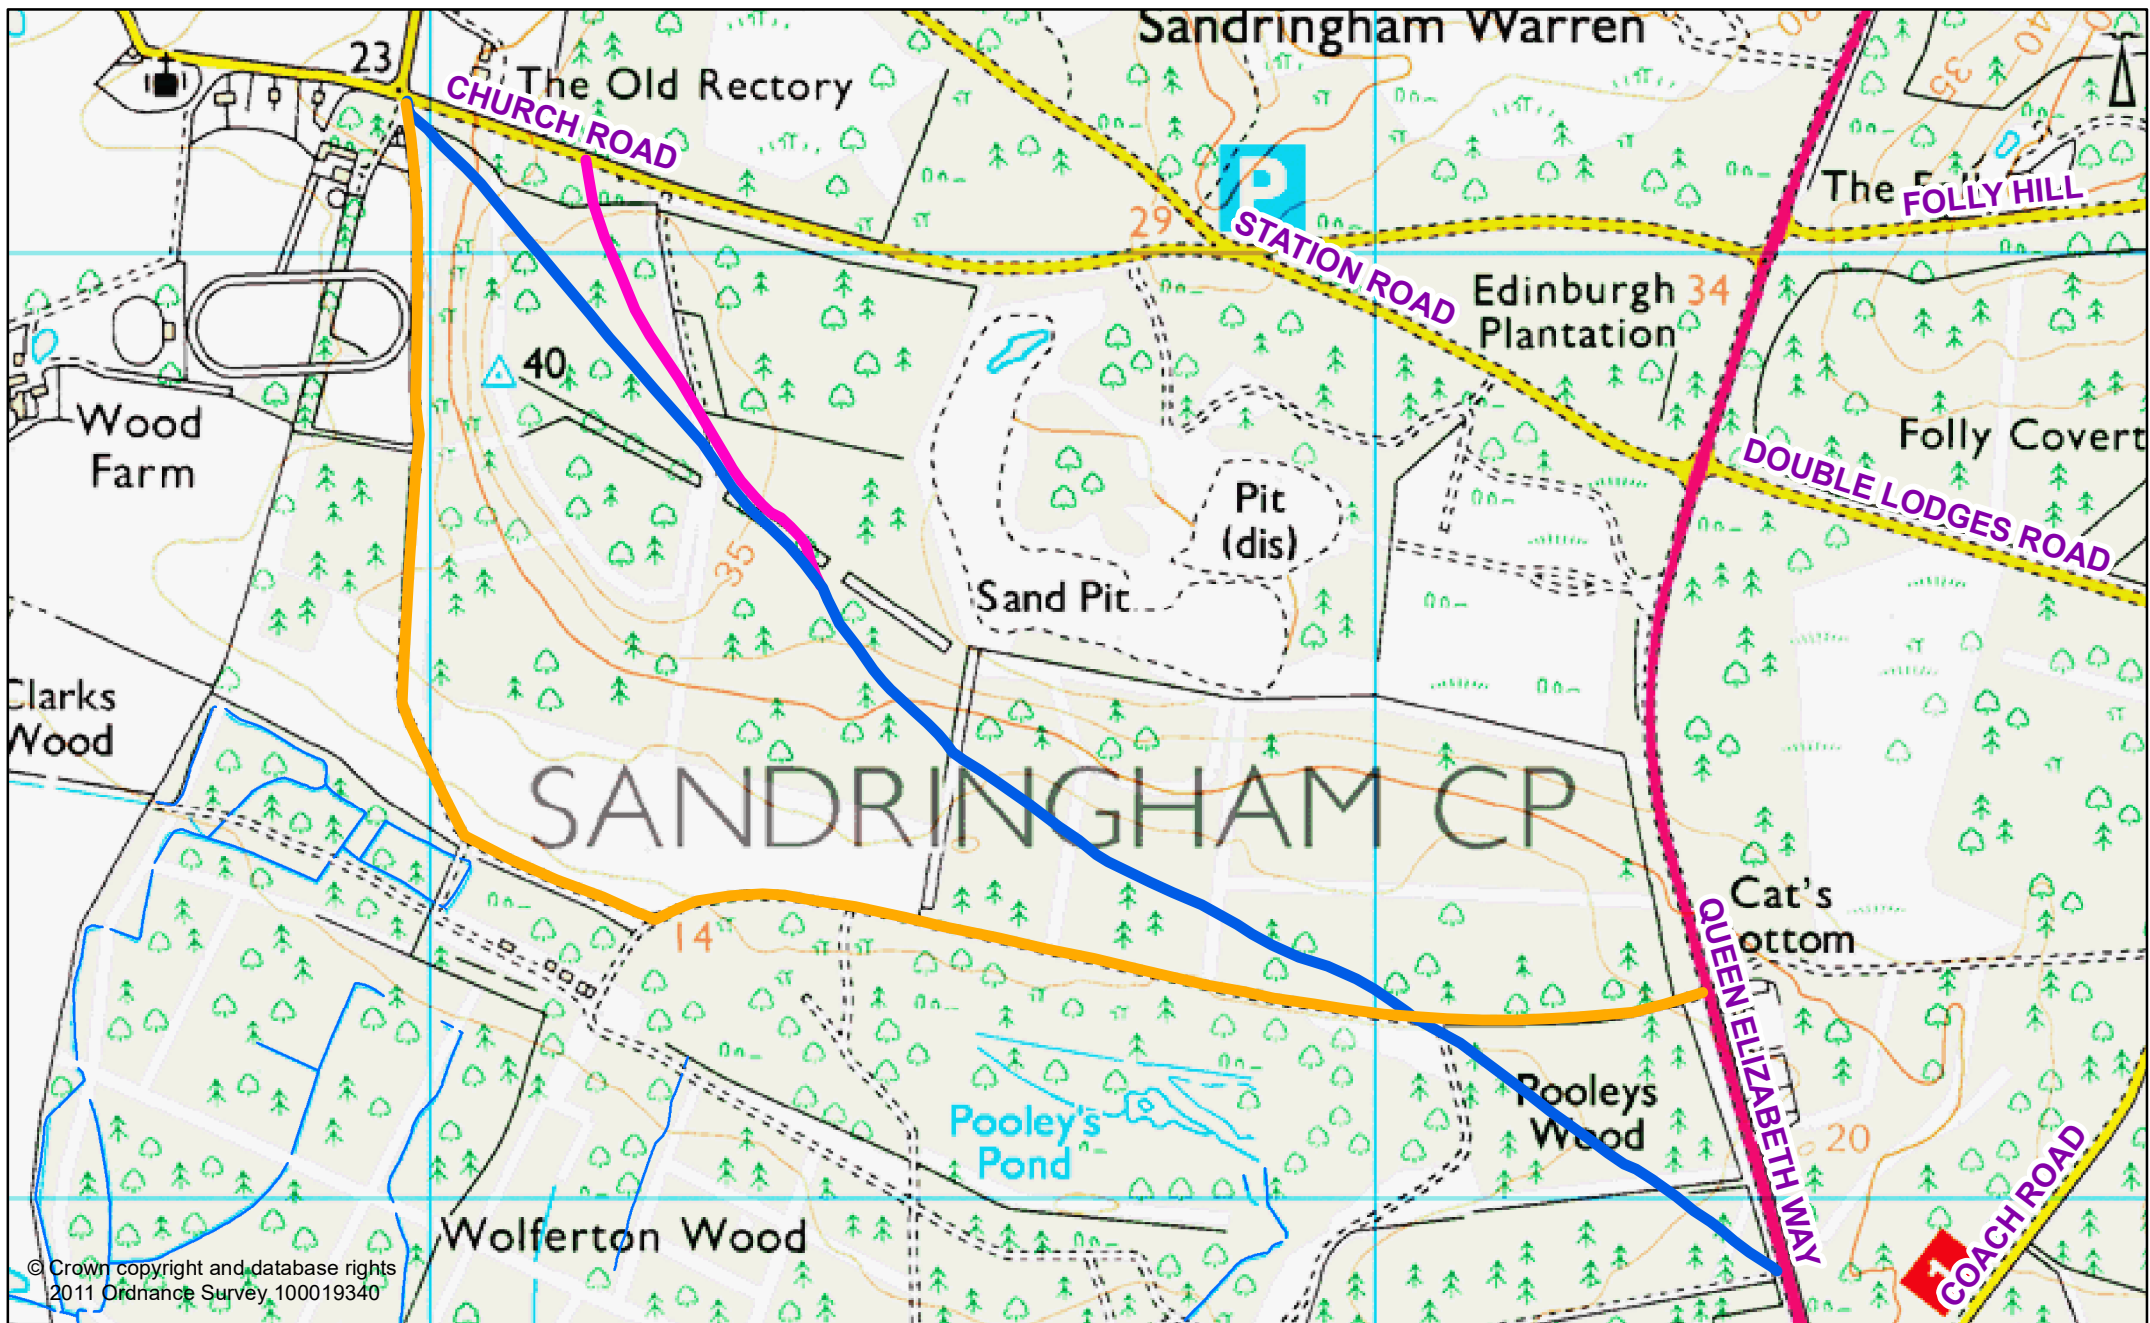 Sandringham Warren
23
The Old Rectory
CHURCH ROAD
P
29
STATION ROAD
The
FOLLY HILL
35
40
Edinburgh
Plantation
34
40
Wood
Farm
Folly Covert
DOUBLE LODGES ROAD
Pit
(dis)
Sand Pit
35
Clarks
Wood
SANDRINGHAM CP
Cat's
ottom
14
QUEEN ELIZABETH WAY
Pooley's
Pond
Pooleys
Wood
20
COACH ROAD
Wolferton Wood
© Crown copyright and database rights
2011 Ordnance Survey 100019340